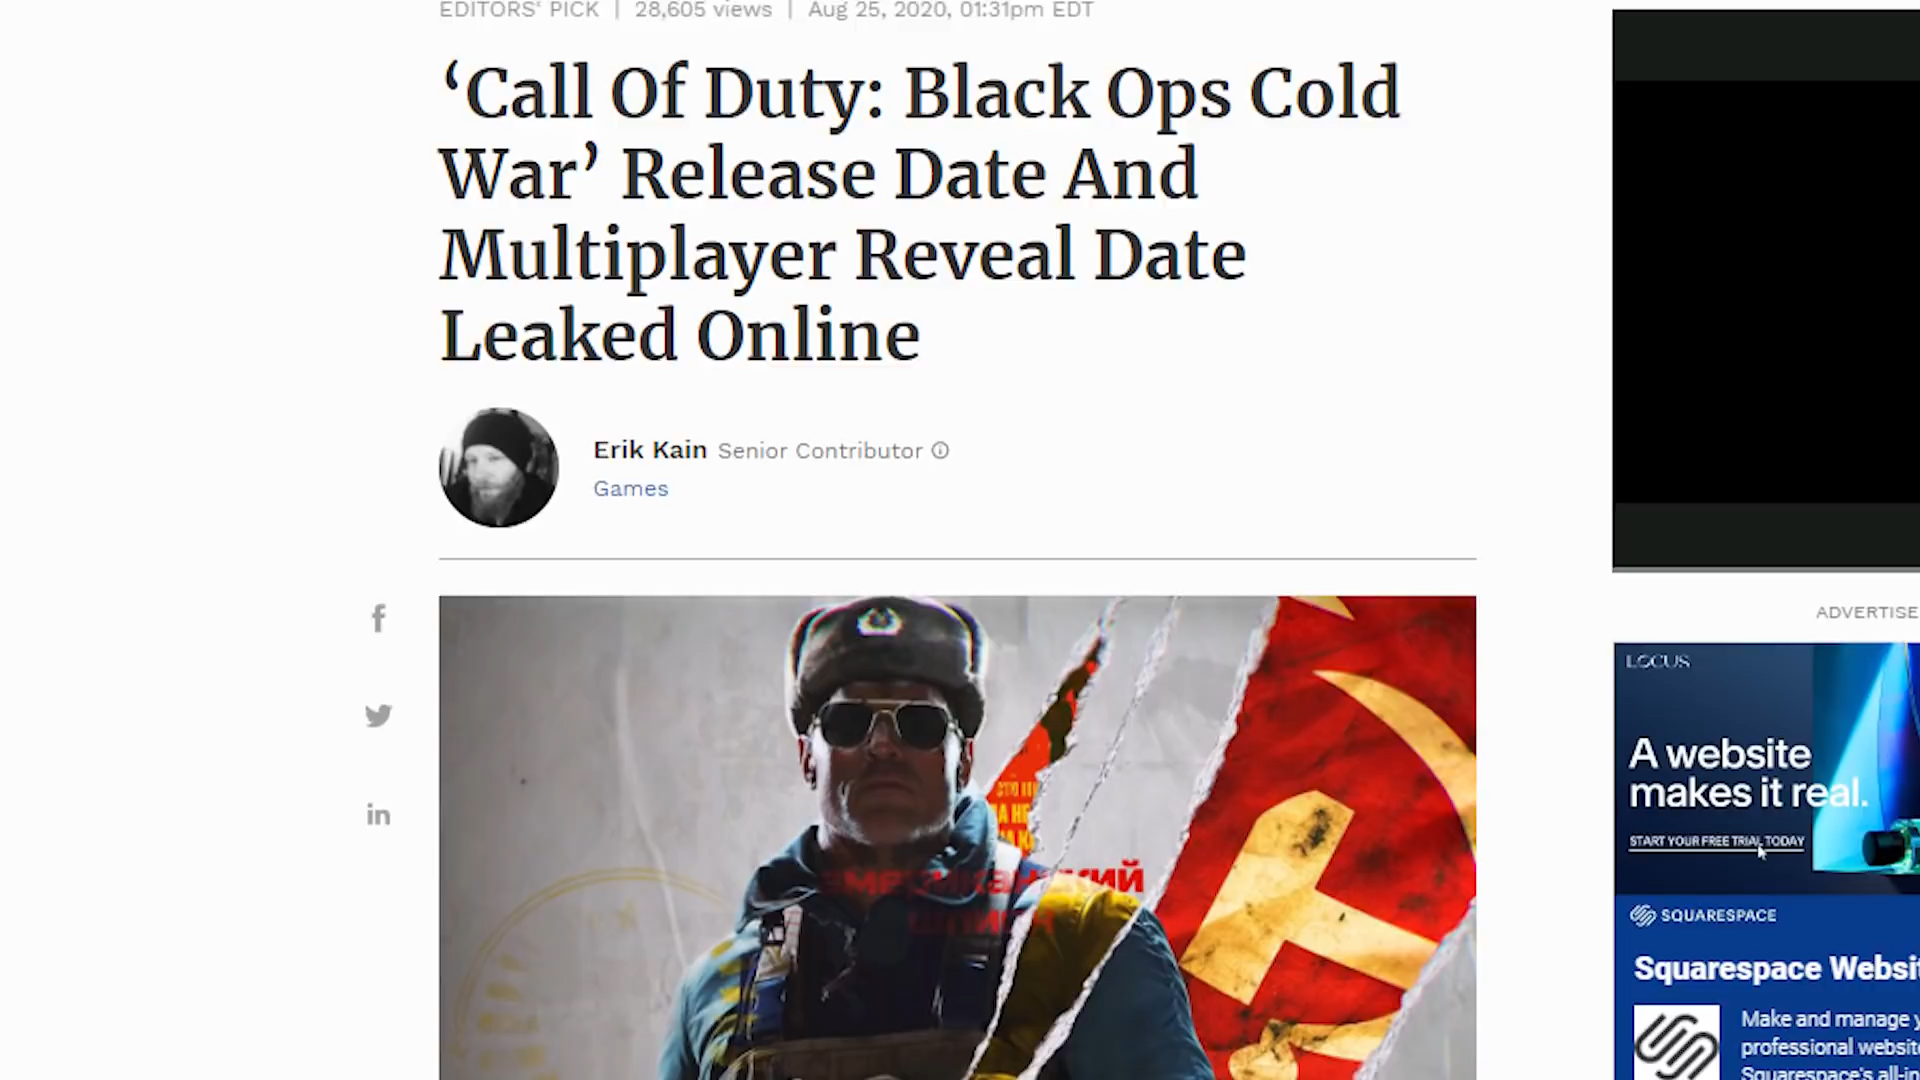 EDITORS' PICK | 28,605 views | Aug 25, 2020, 01:31pm EDT
‘Call Of Duty: Black Ops Cold
War’ Release Date And
Multiplayer Reveal Date
Leaked Online
Erik Kain Senior Contributor
Games
f
in
ADVERTISE
LOCUS
A website
makes it real.
START YOUR FREE TRIAL TODAY
SQUARESPACE
Squarespace Websit
Make and manage y
professional website
Squarespace's all-in